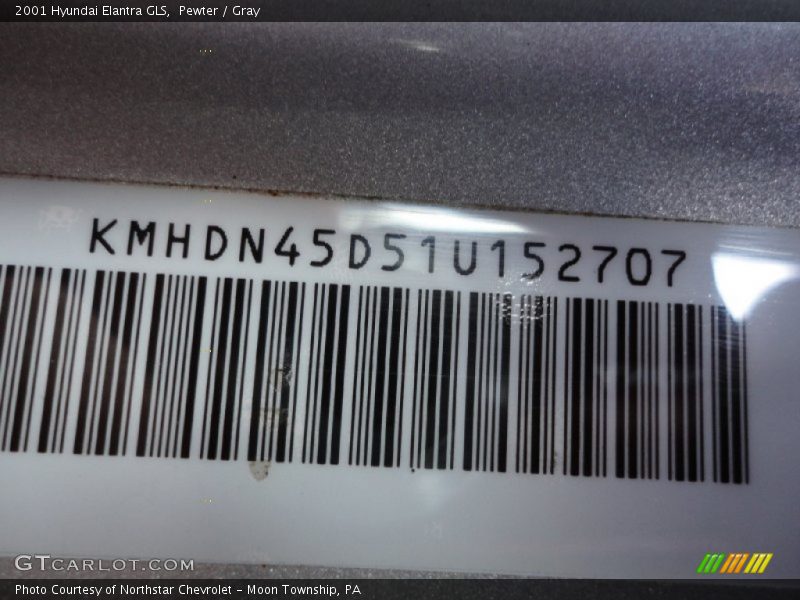 2001 Hyundai Elantra GLS,  Pewter / Gray
KMHDN45D51U152707
GTCARLOT.COM
Photo Courtesy of Northstar Chevrolet - Moon Township, PA